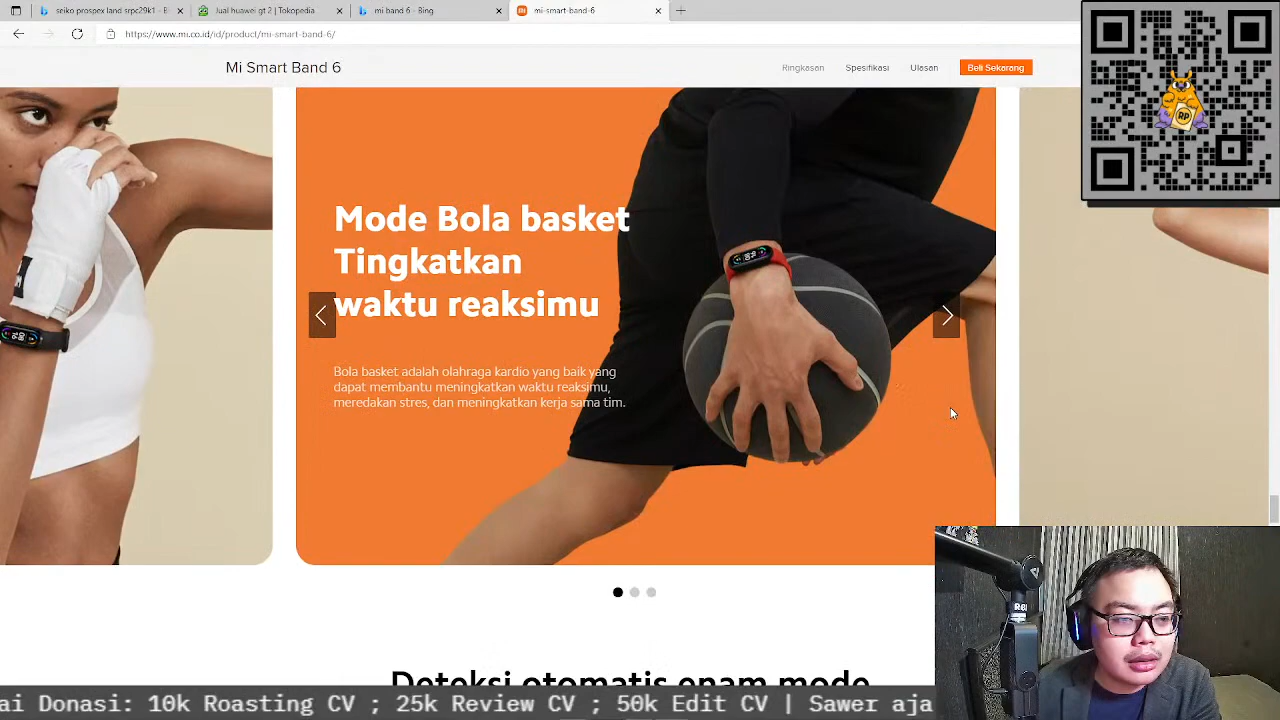 seiko prospex land srpc29k1 - B
Jual huawei gt 2 | Tokopedia
mi band 6 - Bing
mi-smart-band-6
https://www.mi.co.id/id/product/mi-smart-band-6/
Mi Smart Band 6
Ringkasan
Spesifikasi
Ulasan
Beli Sekarang
Mode Bola basket
Tingkatkan
waktu reaksimu
Bola basket adalah olahraga kardio yang baik yang
dapat membantu meningkatkan waktu reaksimu,
meredakan stres, dan meningkatkan kerja sama tim.
Deteksi otomatis enam mode
ai Donasi: 10k Roasting CV ; 25k Review CV ; 50k Edit CV | Sawer aja
RP